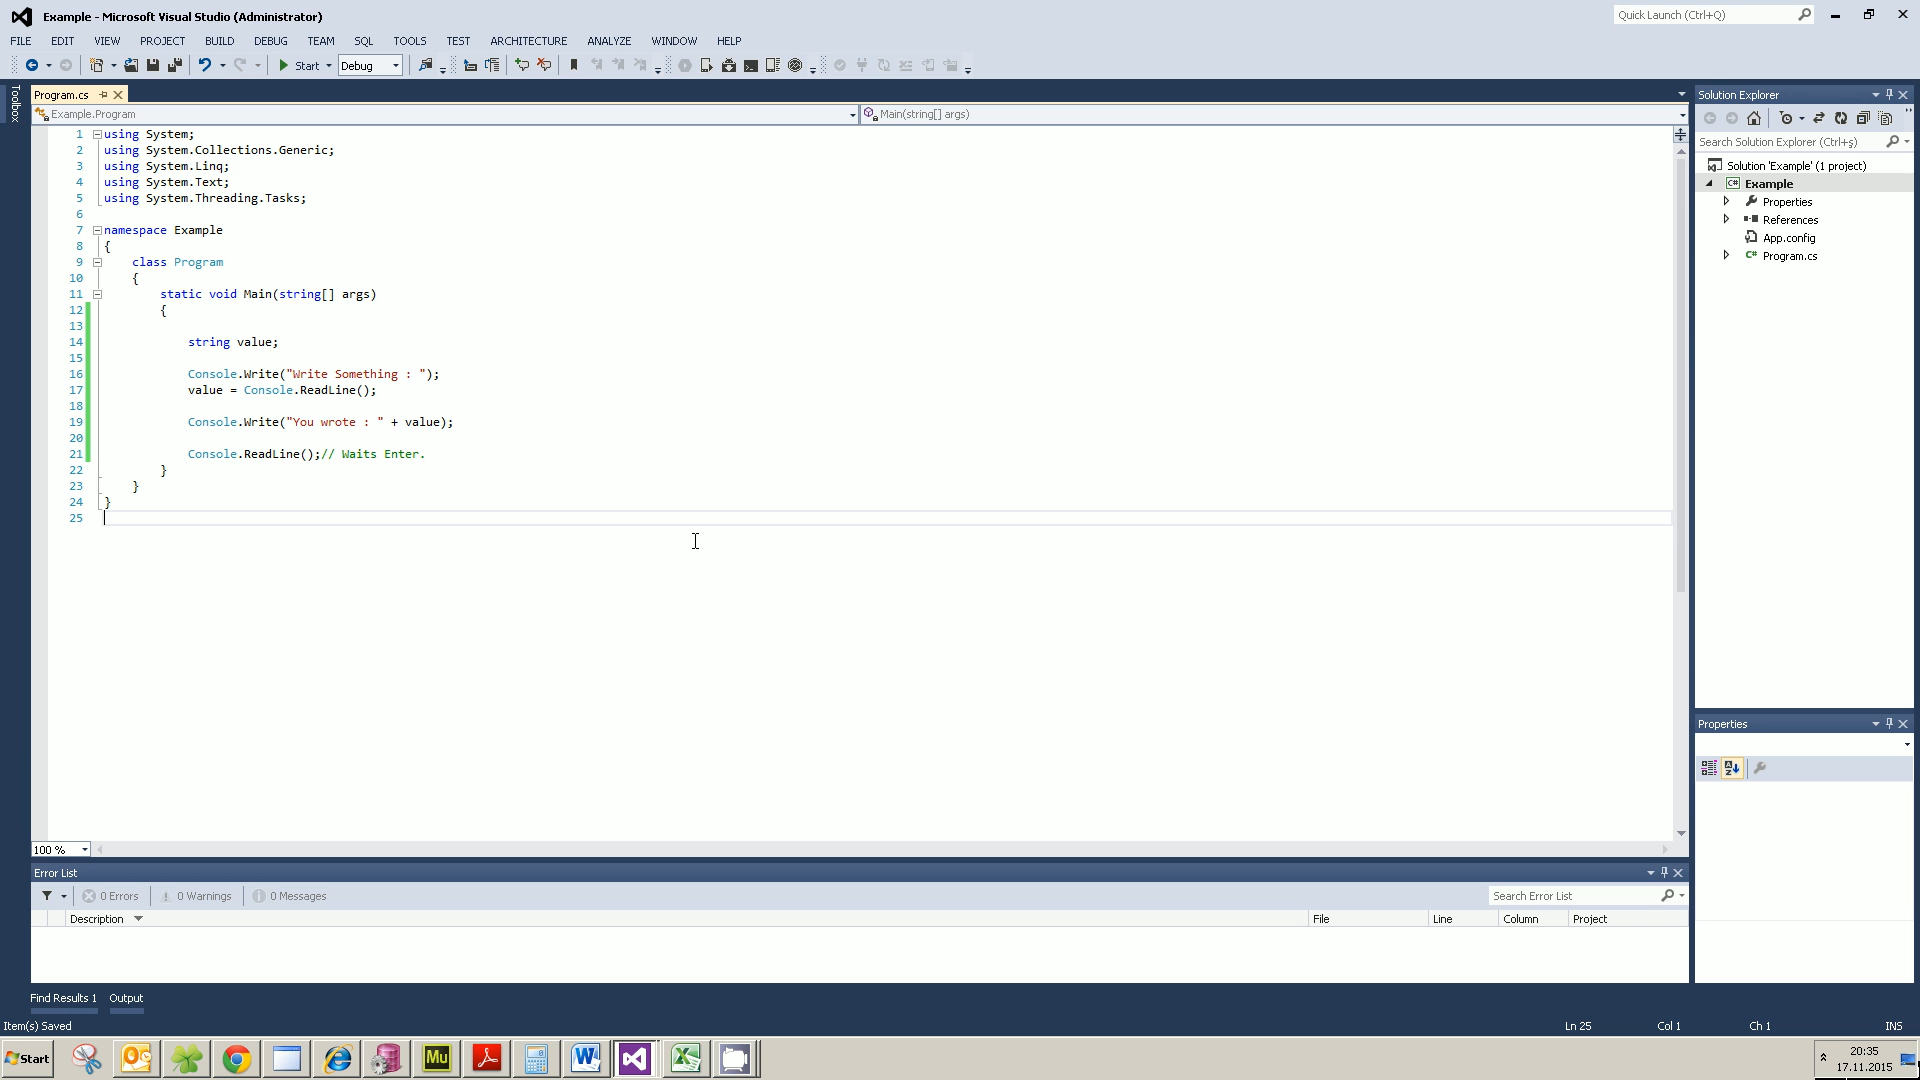 Example - Microsoft Visual Studio (Administrator)
Quick Launch (Ctrl+Q)
FILE EDIT VIEW PROJECT BUILD DEBUG TEAM SQL TOOLS TEST ARCHITECTURE ANALYZE WINDOW HELP
Start Debug
Toolbox
Program.cs
Example.Program
Main(string[] args)
1 using System;
2 using System.Collections.Generic;
3 using System.Linq;
4 using System.Text;
5 using System.Threading.Tasks;
6
7 namespace Example
8 {
9 class Program
10 {
11 static void Main(string[] args)
12 {
13
14 string value;
15
16 Console.Write("Write Something : ");
17 value = Console.ReadLine();
18
19 Console.Write("You wrote : " + value);
20
21 Console.ReadLine();// Waits Enter.
22 }
23 }
24 }
25
100 %
Solution Explorer
Search Solution Explorer (Ctrl+ş)
Solution 'Example' (1 project)
C# Example
Properties
References
App.config
C# Program.cs
Properties
Error List
0 Errors 0 Warnings 0 Messages
Search Error List
Description File Line Column Project
Find Results 1 Output
Item(s) Saved
Ln 25 Col 1 Ch 1 INS
Start
Mu
20:35
17.11.2015